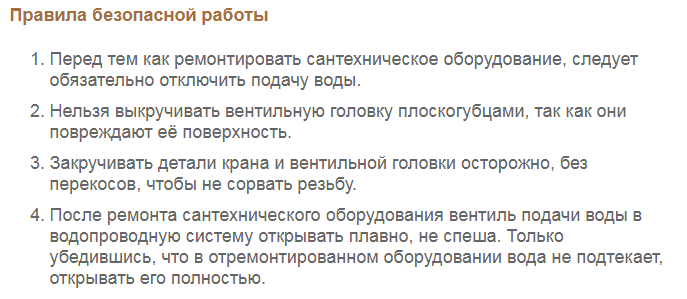 Правила безопасной работы
1. Перед тем как ремонтировать сантехническое оборудование, следует
обязательно отключить подачу воды.
2. Нельзя выкручивать вентильную головку плоскогубцами, так как они
повреждают её поверхность.
3. Закручивать детали крана и вентильной головки осторожно, без
перекосов, чтобы не сорвать резьбу.
4. После ремонта сантехнического оборудования вентиль подачи воды в
водопроводную систему открывать плавно, не спеша. Только
убедившись, что в отремонтированном оборудовании вода не подтекает,
открывать его полностью.